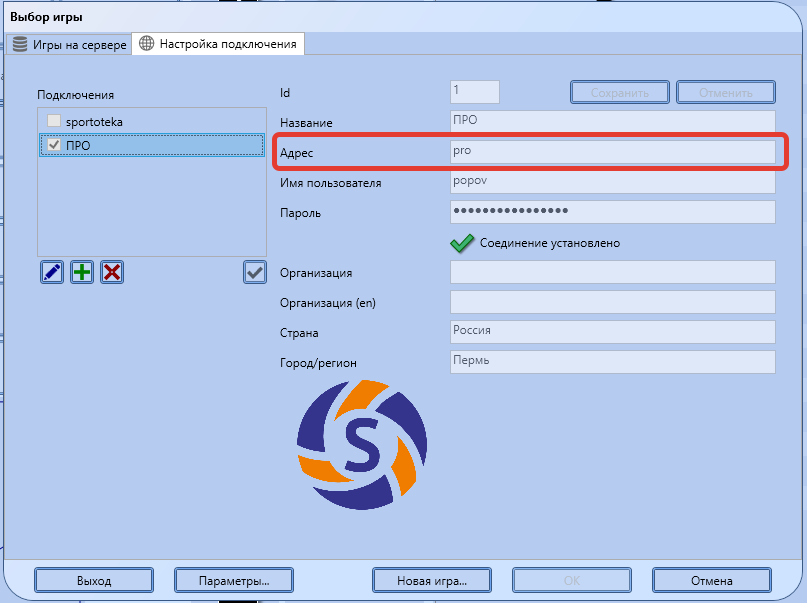 Выбор игры
Игры на сервере Настройка подключения
Подключения
sportoteka
ПРО
Id 1 Сохранить Отменить
Название ПРО
Адрес pro
Имя пользователя popov
Пароль ••••••••••••••••
Соединение установлено
Организация
Организация (en)
Страна Россия
Город/регион Пермь
S
Выход Параметры... Новая игра... ОК Отмена